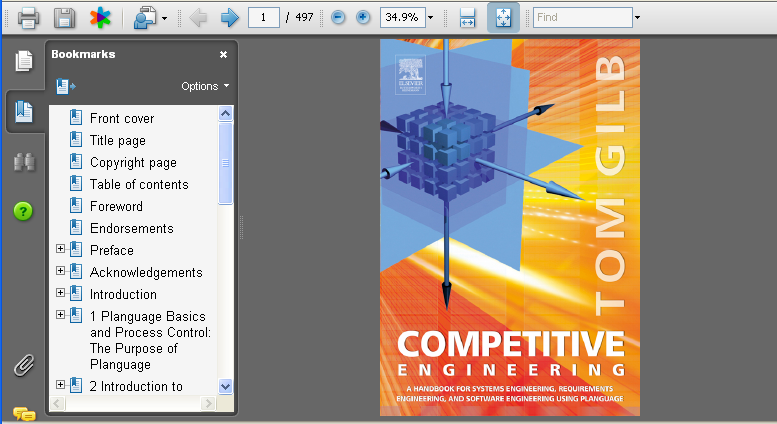 1 / 497
34.9%
Find
Bookmarks
Options
Front cover
Title page
Copyright page
Table of contents
Foreword
Endorsements
Preface
Acknowledgements
Introduction
1 Planguage Basics
and Process Control:
The Purpose of
Planguage
2 Introduction to
ELSEVIER
TOM GILB
COMPETITIVE
ENGINEERING
A HANDBOOK FOR SYSTEMS ENGINEERING, REQUIREMENTS
ENGINEERING, AND SOFTWARE ENGINEERING USING PLANGUAGE